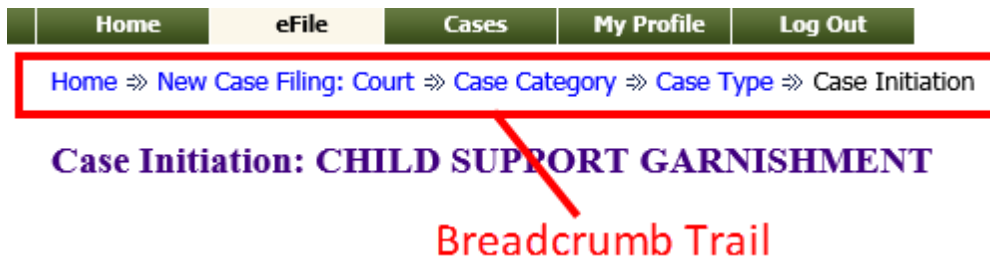 Home eFile Cases My Profile Log Out
Home ⇒ New Case Filing: Court ⇒ Case Category ⇒ Case Type ⇒ Case Initiation
Case Initiation: CHILD SUPPORT GARNISHMENT
Breadcrumb Trail